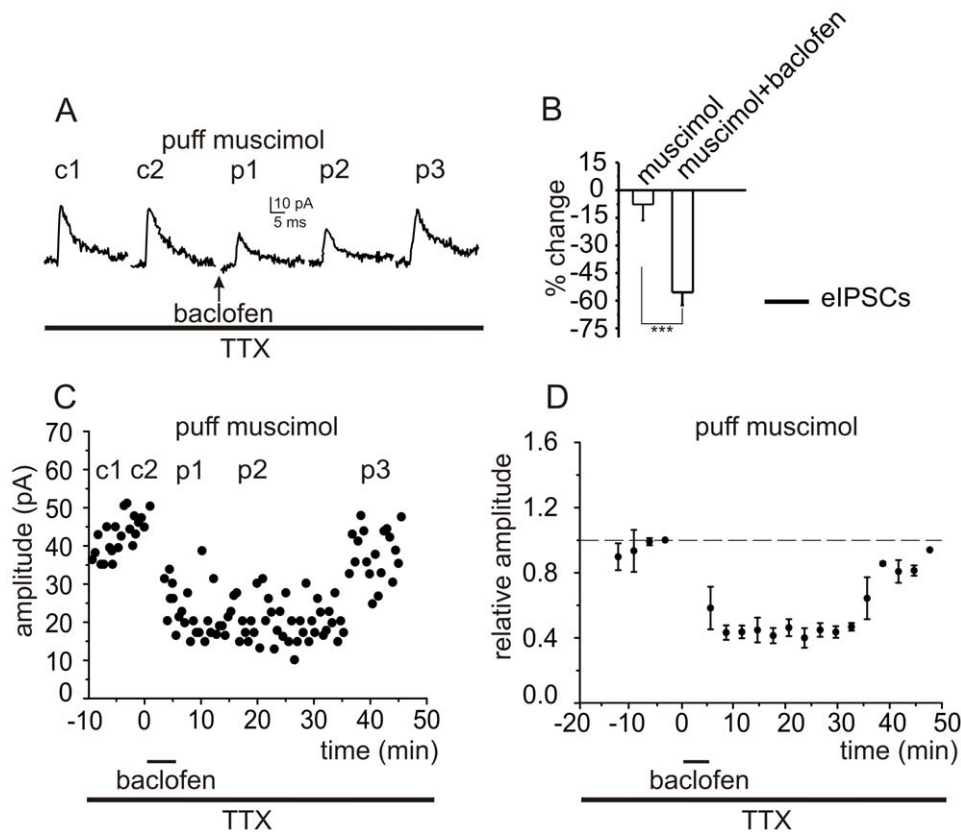 A
puff muscimol
c1 c2 p1 p2 p3
10 pA
5 ms
baclofen
TTX
B
muscimol
muscimol+baclofen
15
0
-15
-30
-45
-60
-75
% change
***
eIPSCs
C
puff muscimol
c1 c2 p1 p2 p3
70
60
50
40
30
20
10
0
amplitude (pA)
-10 0 10 20 30 40 50
time (min)
baclofen
TTX
D
puff muscimol
1.6
1.2
0.8
0.4
0.0
relative amplitude
-20 -10 0 10 20 30 40 50
time (min)
baclofen
TTX